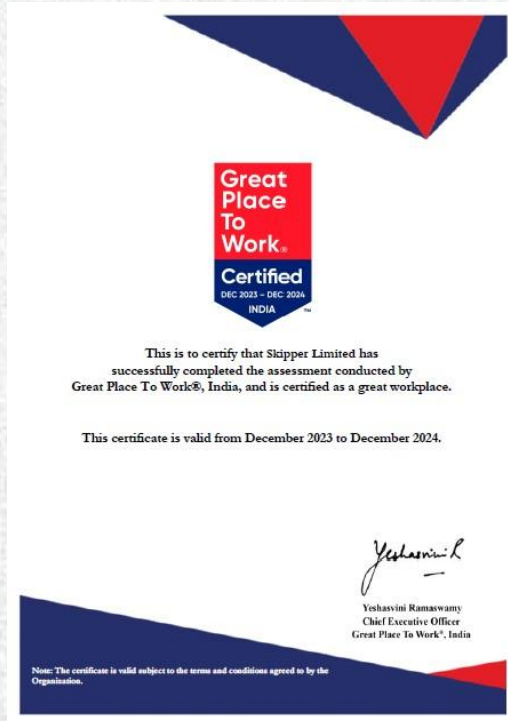 Great
Place
To
Work®
Certified
DEC 2023 – DEC 2024
INDIA ™
This is to certify that Skipper Limited has
successfully completed the assessment conducted by
Great Place To Work®, India, and is certified as a great workplace.
This certificate is valid from December 2023 to December 2024.
Yeshasvini R
Yeshasvini Ramaswamy
Chief Executive Officer
Great Place To Work®, India
Note: The certificate is valid subject to the terms and conditions agreed to by the
Organization.